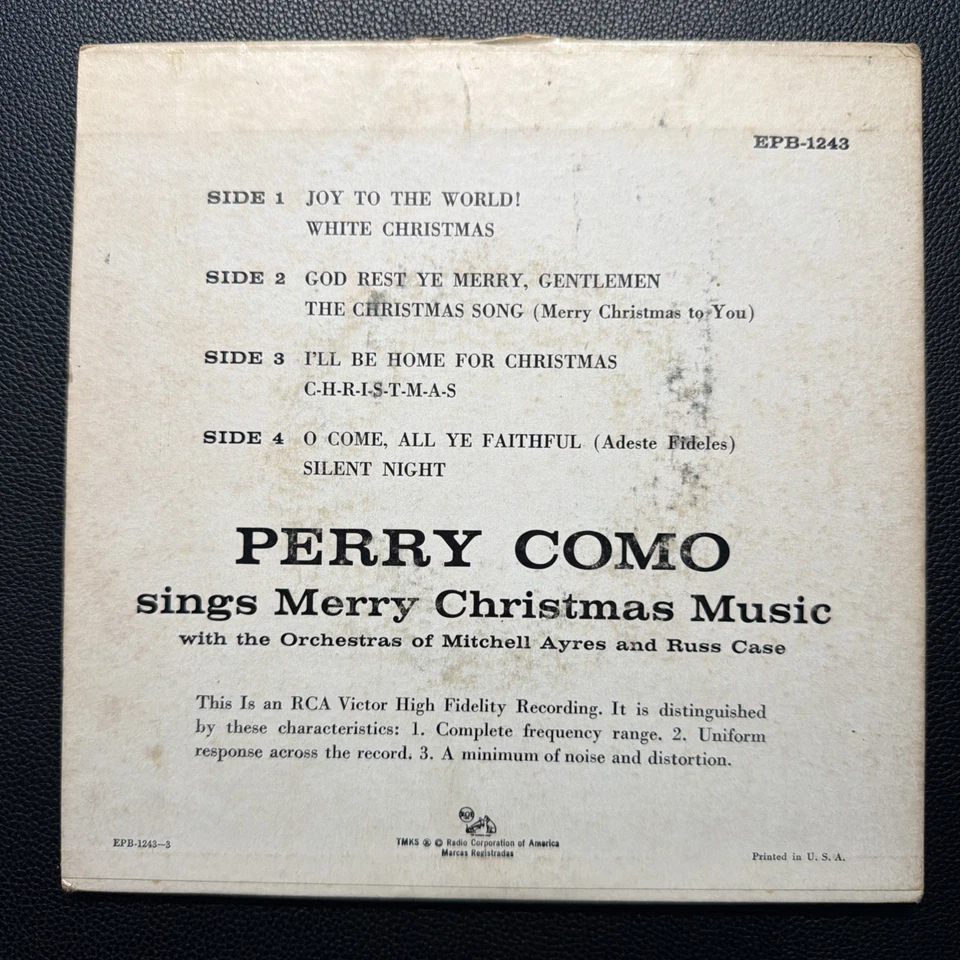 EPB-1243
SIDE 1 JOY TO THE WORLD!
WHITE CHRISTMAS
SIDE 2 GOD REST YE MERRY, GENTLEMEN
THE CHRISTMAS SONG (Merry Christmas to You)
SIDE 3 I'LL BE HOME FOR CHRISTMAS
C-H-R-I-S-T-M-A-S
SIDE 4 O COME, ALL YE FAITHFUL (Adeste Fideles)
SILENT NIGHT
PERRY COMO
sings Merry Christmas Music
with the Orchestras of Mitchell Ayres and Russ Case
This Is an RCA Victor High Fidelity Recording. It is distinguished
by these characteristics: 1. Complete frequency range. 2. Uniform
response across the record. 3. A minimum of noise and distortion.
RCA
EPB-1243—3
TMKS ® © Radio Corporation of America
Marcas Registradas
Printed in U. S. A.